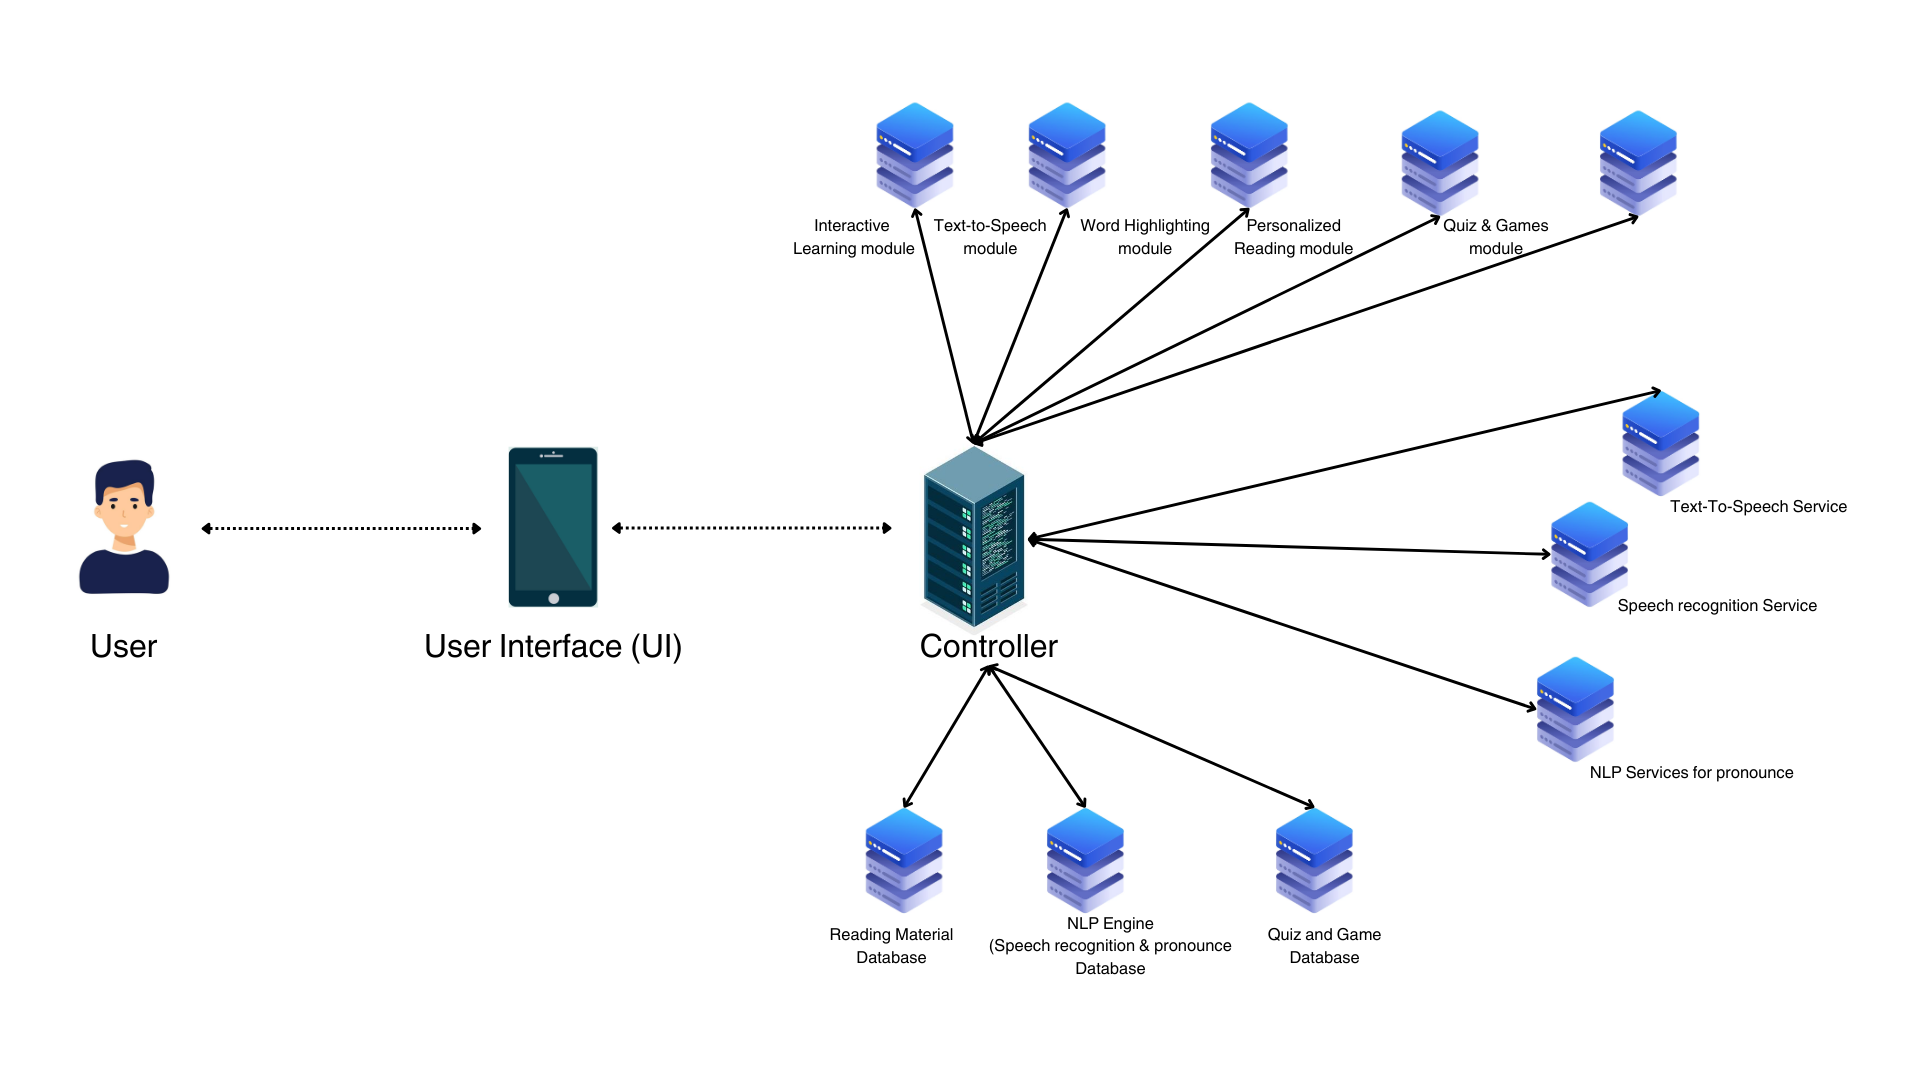 Interactive
Learning module
Text-to-Speech
module
Word Highlighting
module
Personalized
Reading module
Quiz & Games
module
Text-To-Speech Service
Speech recognition Service
User
User Interface (UI)
Controller
NLP Services for pronounce
Reading Material
Database
NLP Engine
(Speech recognition & pronounce
Database
Quiz and Game
Database